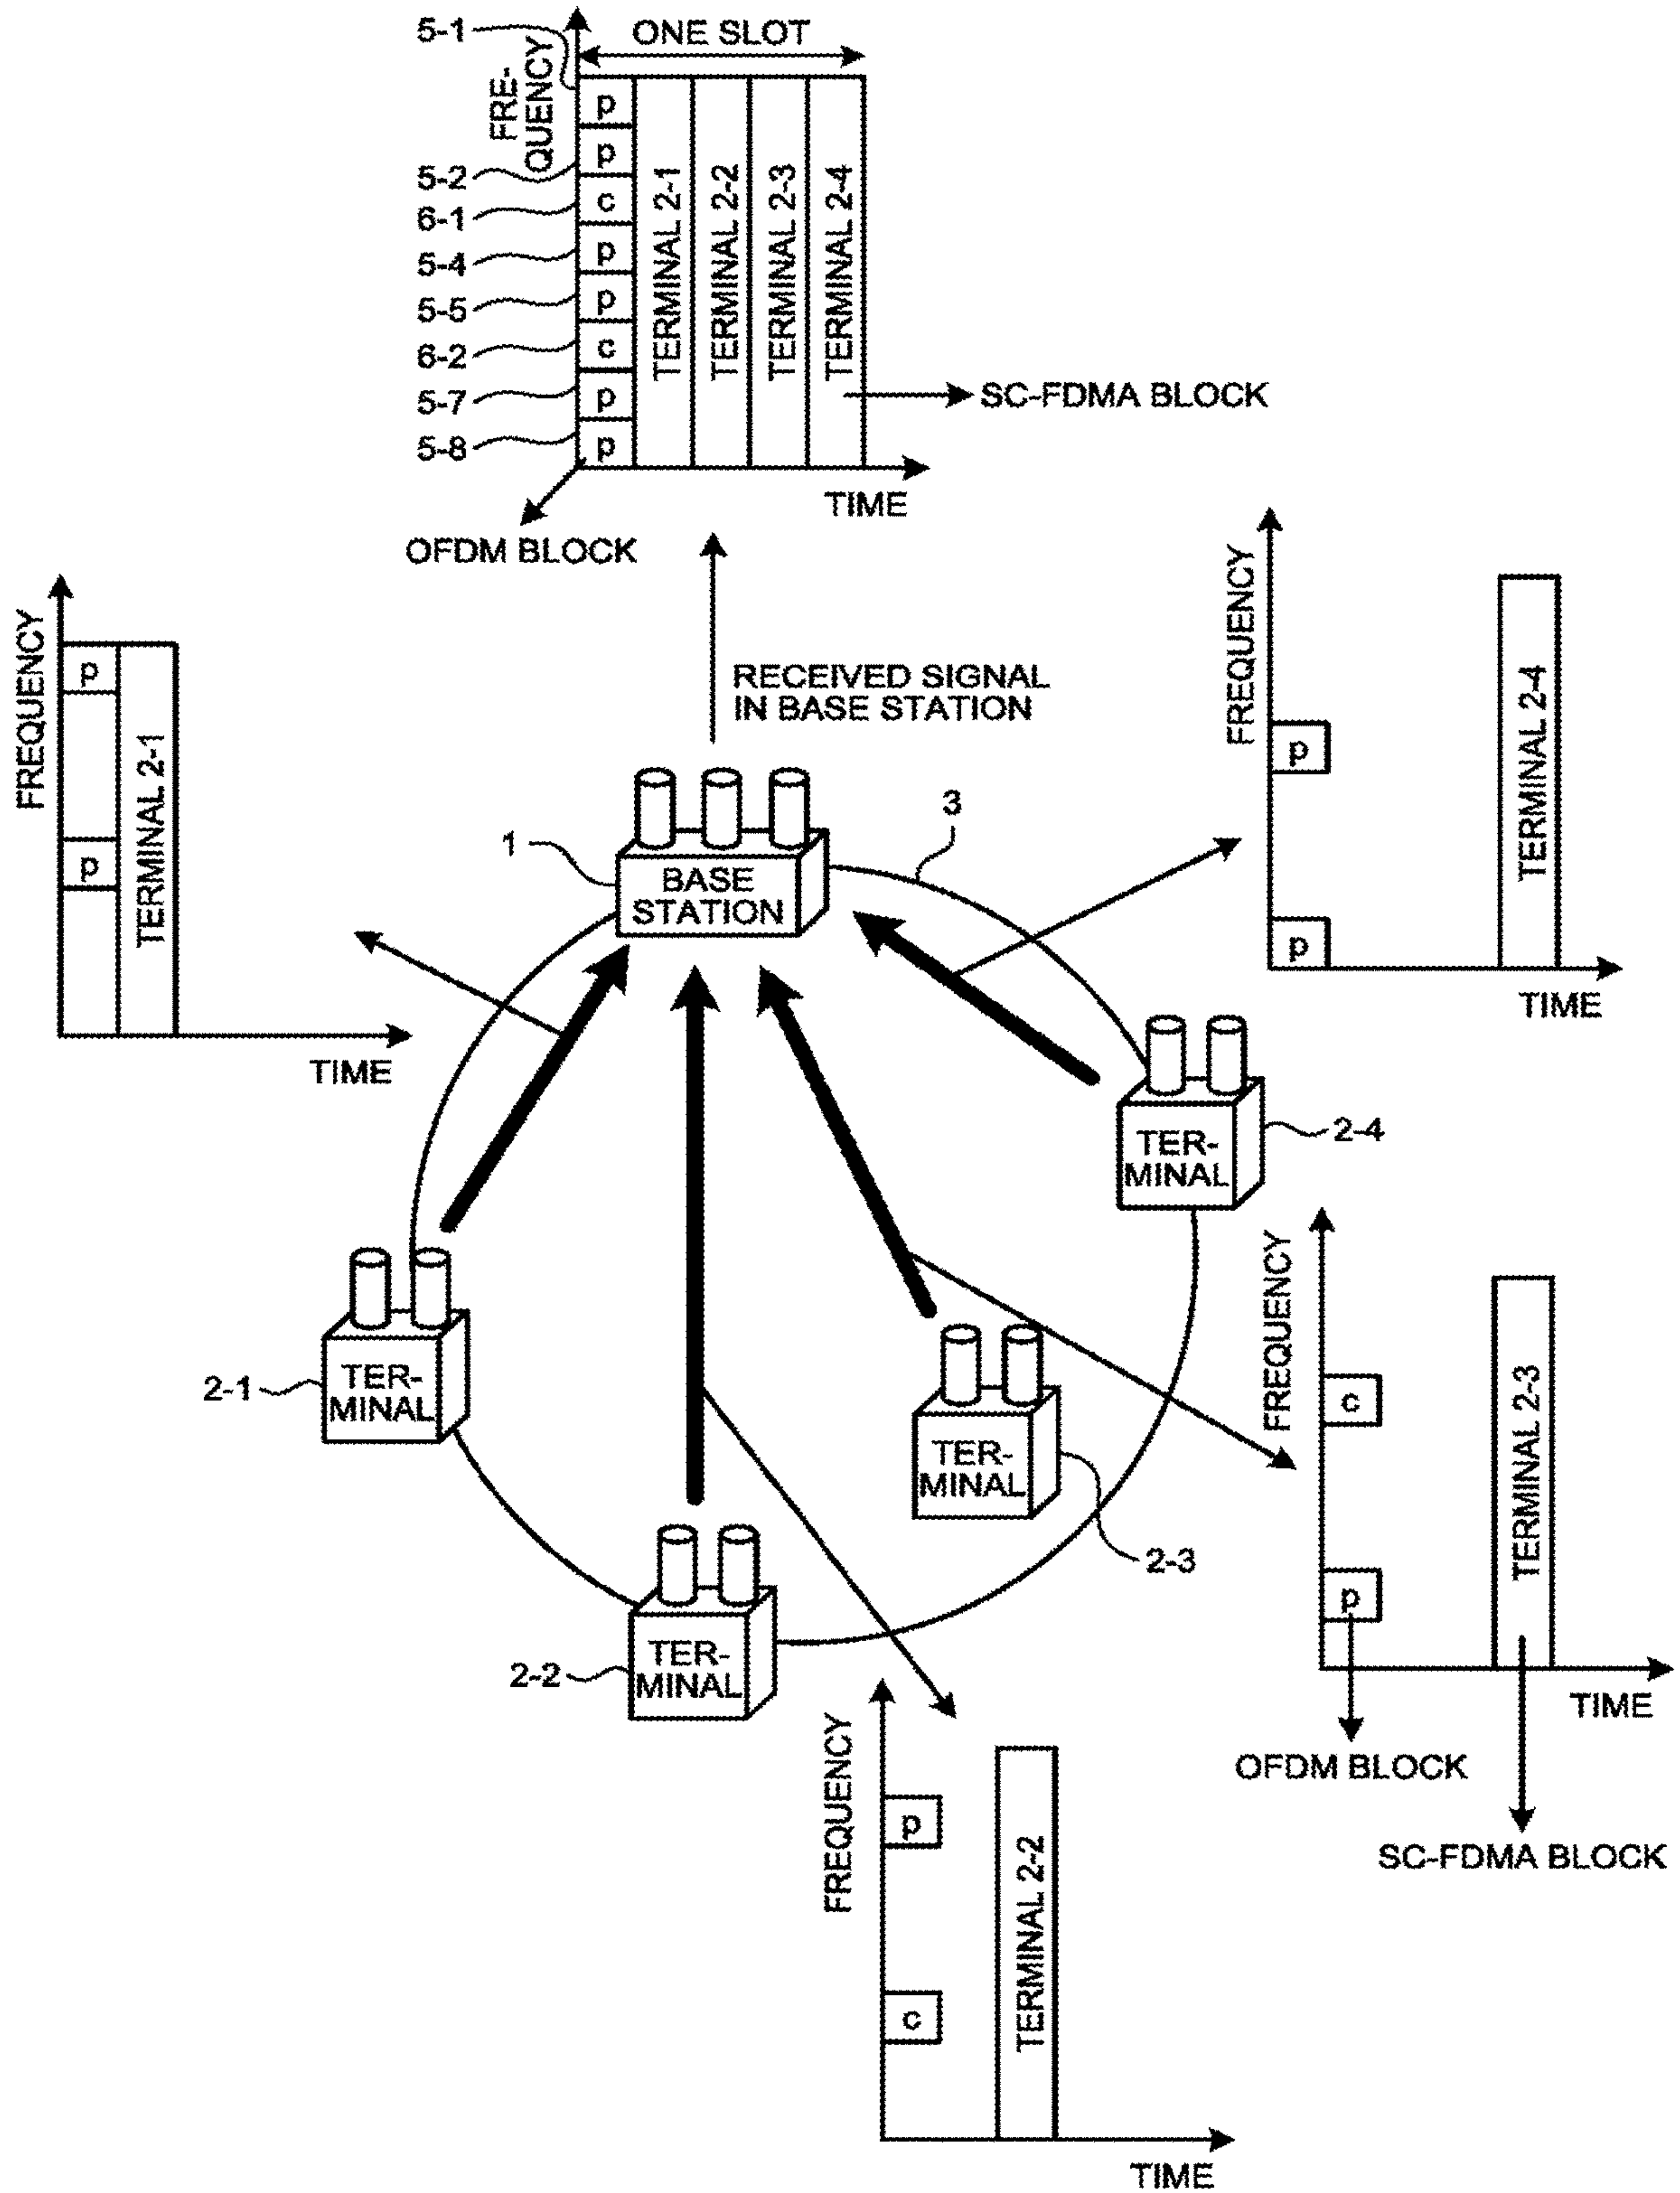 5-1
ONE SLOT
FRE-
QUENCY
p
p
5-2
c
6-1
p
5-4
p
5-5
c
6-2
p
5-7
p
5-8
TERMINAL 2-1
TERMINAL 2-2
TERMINAL 2-3
TERMINAL 2-4
SC-FDMA BLOCK
TIME
OFDM BLOCK
FREQUENCY
p
p
TERMINAL 2-1
TIME
RECEIVED SIGNAL
IN BASE STATION
FREQUENCY
p
p
TERMINAL 2-4
TIME
1
BASE
STATION
3
TER-
MINAL
2-4
2-1
TER-
MINAL
TER-
MINAL
2-3
2-2
TER-
MINAL
FREQUENCY
c
p
TERMINAL 2-3
TIME
OFDM BLOCK
SC-FDMA BLOCK
FREQUENCY
p
c
TERMINAL 2-2
TIME